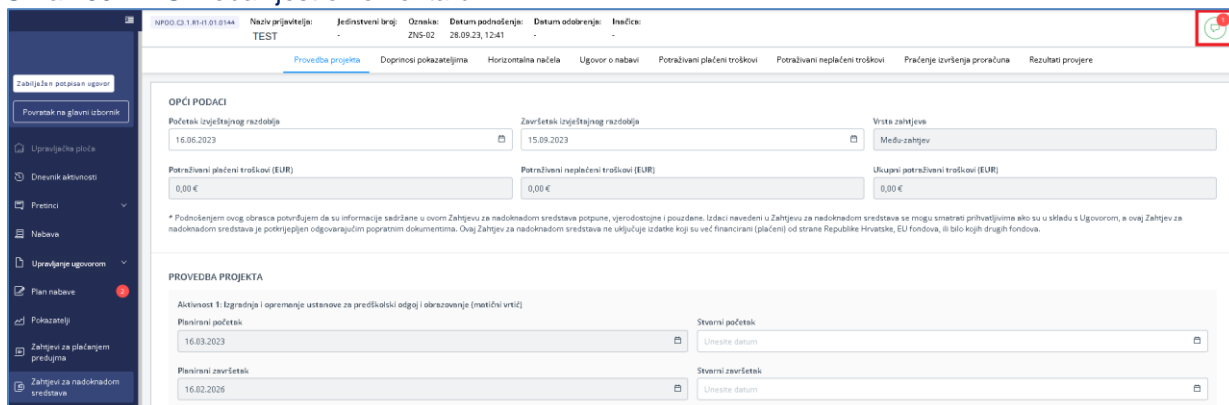 NPOO.C3.1.R1-I1.01.0144
Naziv prijavitelja: Jedinstveni broj: Oznaka: Datum podnošenja: Datum odobrenja: Inačica:
TEST - ZNS-02 28.09.23, 12:41 - -
1
Provedba projekta Doprinosi pokazateljima Horizontalna načela Ugovor o nabavi Potraživani plaćeni troškovi Potraživani neplaćeni troškovi Praćenje izvršenja proračuna Rezultati provjere
Zabilježen potpisan ugovor
Povratak na glavni izbornik
Upravljačka ploča
Dnevnik aktivnosti
Pretinci
Nabava
Upravljanje ugovorom
Plan nabave 2
Pokazatelji
Zahtjevi za plaćanjem
predujma
Zahtjevi za nadoknadom
sredstava
OPĆI PODACI
Početak izvještajnog razdoblja Završetak izvještajnog razdoblja Vrsta zahtjeva
16.06.2023 15.09.2023 Među-zahtjev
Potraživani plaćeni troškovi (EUR) Potraživani neplaćeni troškovi (EUR) Ukupni potraživani troškovi (EUR)
0,00 € 0,00 € 0,00 €
* Podnošenjem ovog obrasca potvrđujem da su informacije sadržane u ovom Zahtjevu za nadoknadom sredstava potpune, vjerodostojne i pouzdane. Izdaci navedeni u Zahtjevu za nadoknadom sredstava se mogu smatrati prihvatljivima ako su u skladu s Ugovorom, a ovaj Zahtjev za
nadoknadom sredstava je potkrijepljen odgovarajućim popratnim dokumentima. Ovaj Zahtjev za nadoknadom sredstava ne uključuje izdatke koji su već financirani (plaćeni) od strane Republike Hrvatske, EU fondova, ili bilo kojih drugih fondova.
PROVEDBA PROJEKTA
Aktivnost 1: Izgradnja i opremanje ustanove za predškolski odgoj i obrazovanje (matični vrtić)
Planirani početak Stvarni početak
16.03.2023 Unesite datum
Planirani završetak Stvarni završetak
16.02.2026 Unesite datum